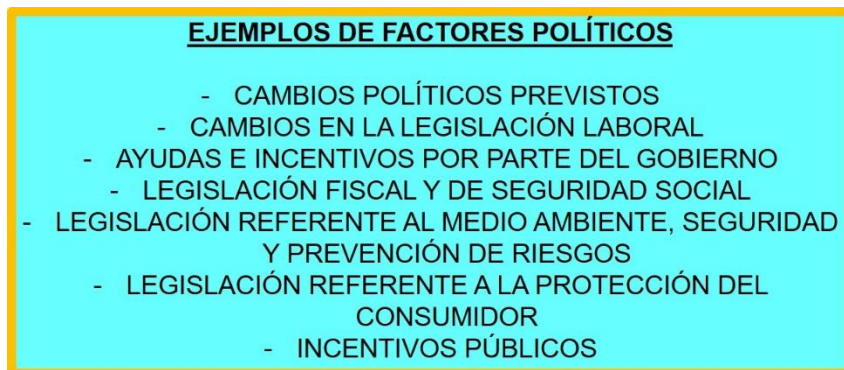 EJEMPLOS DE FACTORES POLÍTICOS
- CAMBIOS POLÍTICOS PREVISTOS
- CAMBIOS EN LA LEGISLACIÓN LABORAL
- AYUDAS E INCENTIVOS POR PARTE DEL GOBIERNO
- LEGISLACIÓN FISCAL Y DE SEGURIDAD SOCIAL
- LEGISLACIÓN REFERENTE AL MEDIO AMBIENTE, SEGURIDAD
Y PREVENCIÓN DE RIESGOS
- LEGISLACIÓN REFERENTE A LA PROTECCIÓN DEL
CONSUMIDOR
- INCENTIVOS PÚBLICOS